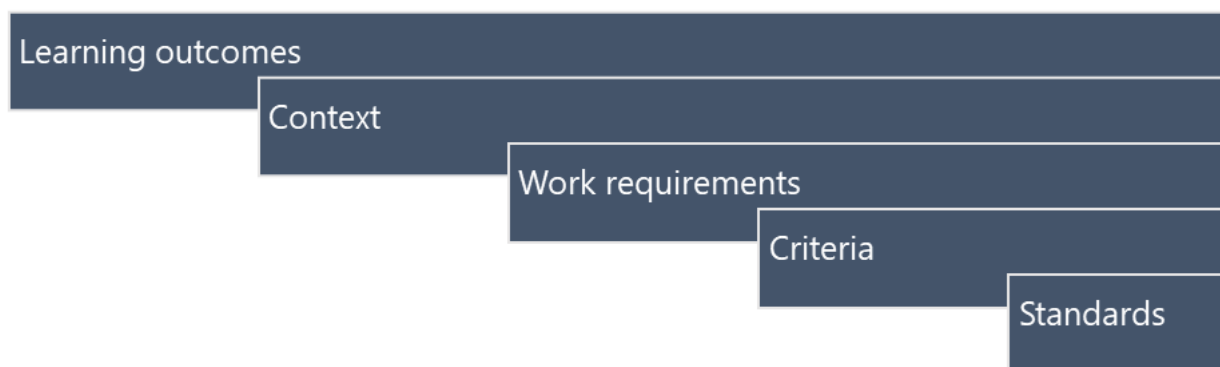 Learning outcomes
Context
Work requirements
Criteria
Standards